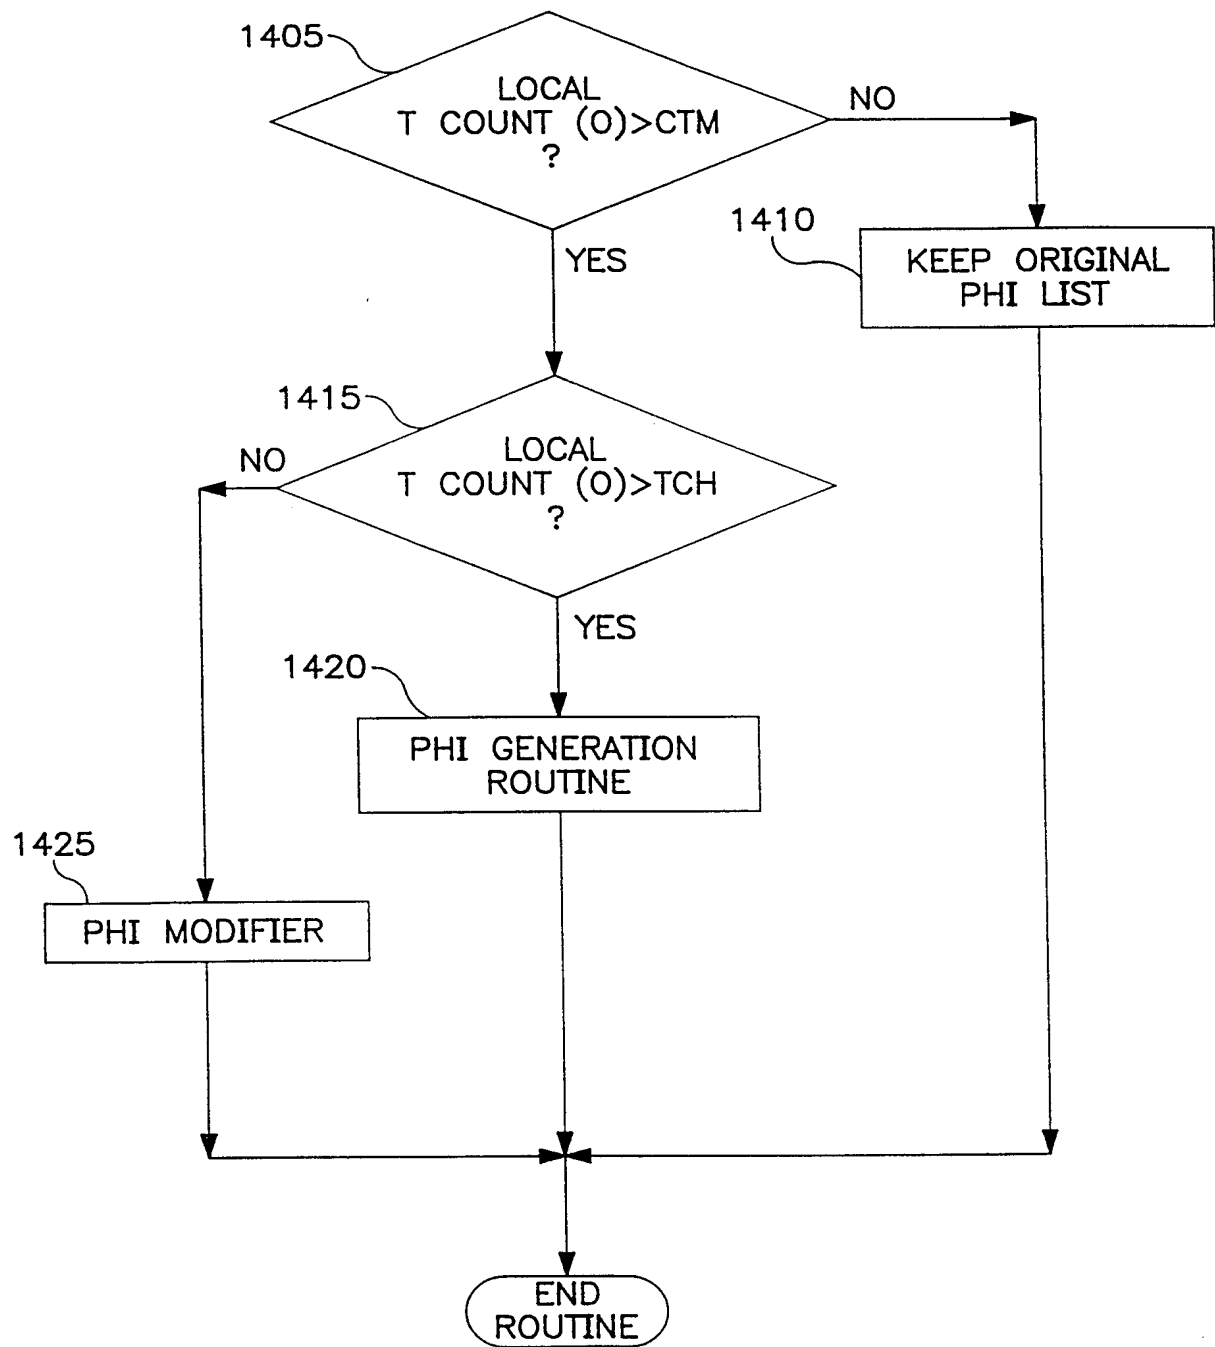 1405
LOCAL
T COUNT (0)>CTM
?
NO
YES
1410
KEEP ORIGINAL
PHI LIST
1415
LOCAL
T COUNT (0)>TCH
?
NO
YES
1420
PHI GENERATION
ROUTINE
1425
PHI MODIFIER
END
ROUTINE